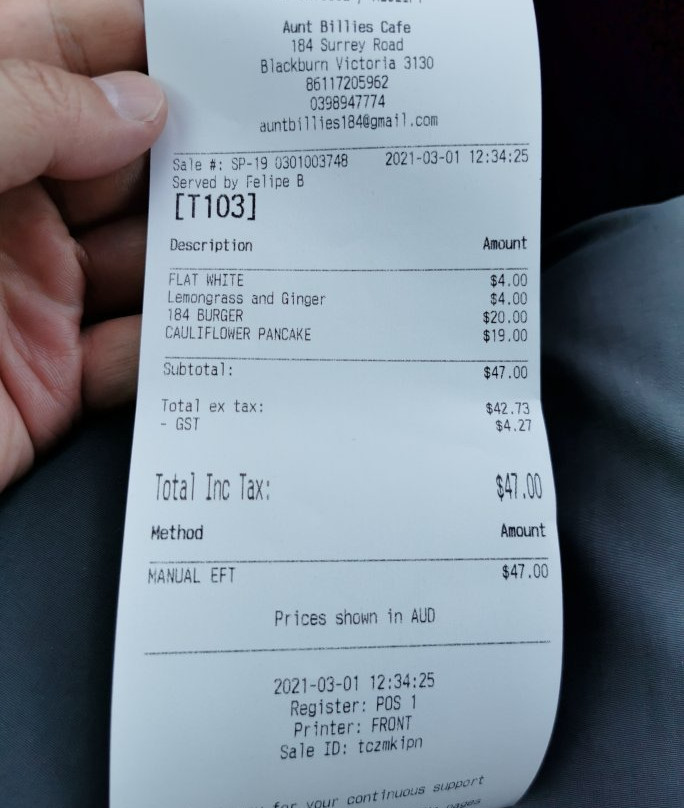 Aunt Billies Cafe
184 Surrey Road
Blackburn Victoria 3130
86117205962
0398947774
auntbillies184@gmail.com
Sale #: SP-19 0301003748 2021-03-01 12:34:25
Served by Felipe B
[T103]
Description Amount
FLAT WHITE $4.00
Lemongrass and Ginger $4.00
184 BURGER $20.00
CAULIFLOWER PANCAKE $19.00
Subtotal: $47.00
Total ex tax: $42.73
- GST $4.27
Total Inc Tax: $47.00
Method Amount
MANUAL EFT $47.00
Prices shown in AUD
2021-03-01 12:34:25
Register: POS 1
Printer: FRONT
Sale ID: tczmkipn
for your continuous support
pages